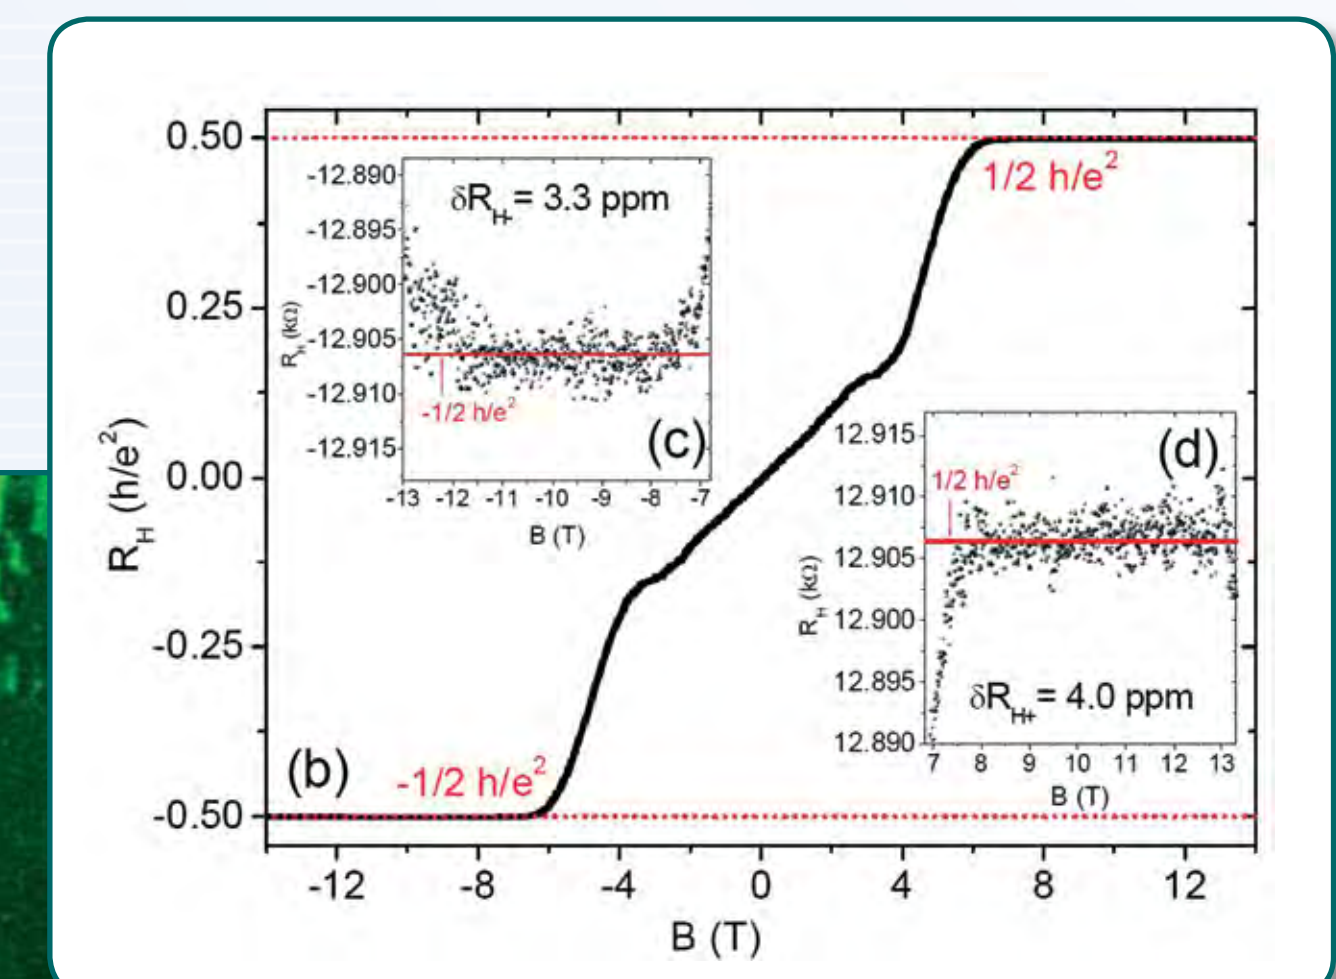 0.50
0.25
0.00
-0.25
-0.50
R_H (h/e²)
-12 -8 -4 0 4 8 12
B (T)
(b)
1/2 h/e²
-1/2 h/e²
-12.890
-12.895
-12.900
-12.905
-12.910
-12.915
R_H (kΩ)
δR_H- = 3.3 ppm
-1/2 h/e²
(c)
-13 -12 -11 -10 -9 -8 -7
B (T)
12.915
12.910
12.905
12.900
12.895
12.890
R_H (kΩ)
(d)
1/2 h/e²
δR_H+ = 4.0 ppm
7 8 9 10 11 12 13
B (T)